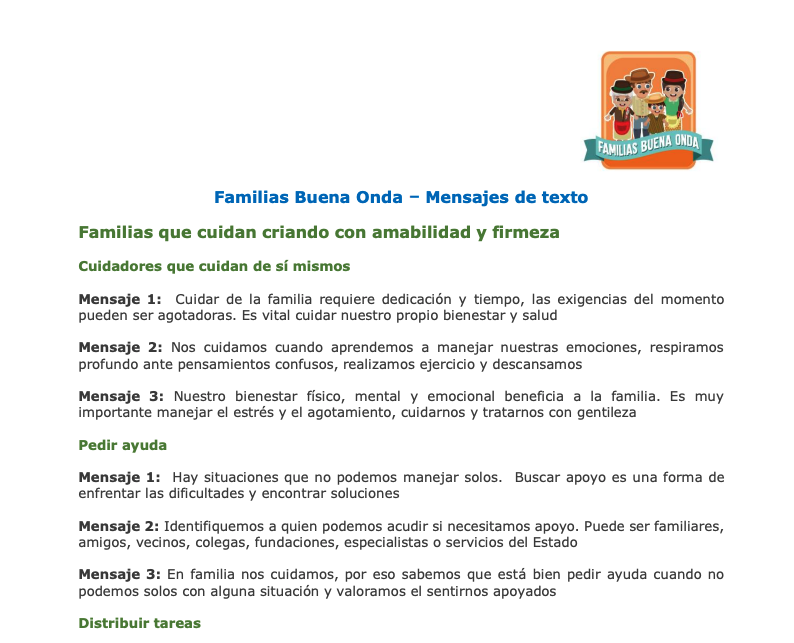 FAMILIAS BUENA ONDA
Familias Buena Onda – Mensajes de texto
Familias que cuidan criando con amabilidad y firmeza
Cuidadores que cuidan de sí mismos
Mensaje 1:  Cuidar de la familia requiere dedicación y tiempo, las exigencias del momento
pueden ser agotadoras. Es vital cuidar nuestro propio bienestar y salud
Mensaje 2: Nos cuidamos cuando aprendemos a manejar nuestras emociones, respiramos
profundo ante pensamientos confusos, realizamos ejercicio y descansamos
Mensaje 3: Nuestro bienestar físico, mental y emocional beneficia a la familia. Es muy
importante manejar el estrés y el agotamiento, cuidarnos y tratarnos con gentileza
Pedir ayuda
Mensaje 1:  Hay situaciones que no podemos manejar solos.  Buscar apoyo es una forma de
enfrentar las dificultades y encontrar soluciones
Mensaje 2: Identifiquemos a quien podemos acudir si necesitamos apoyo. Puede ser familiares,
amigos, vecinos, colegas, fundaciones, especialistas o servicios del Estado
Mensaje 3: En familia nos cuidamos, por eso sabemos que está bien pedir ayuda cuando no
podemos solos con alguna situación y valoramos el sentirnos apoyados
Distribuir tareas